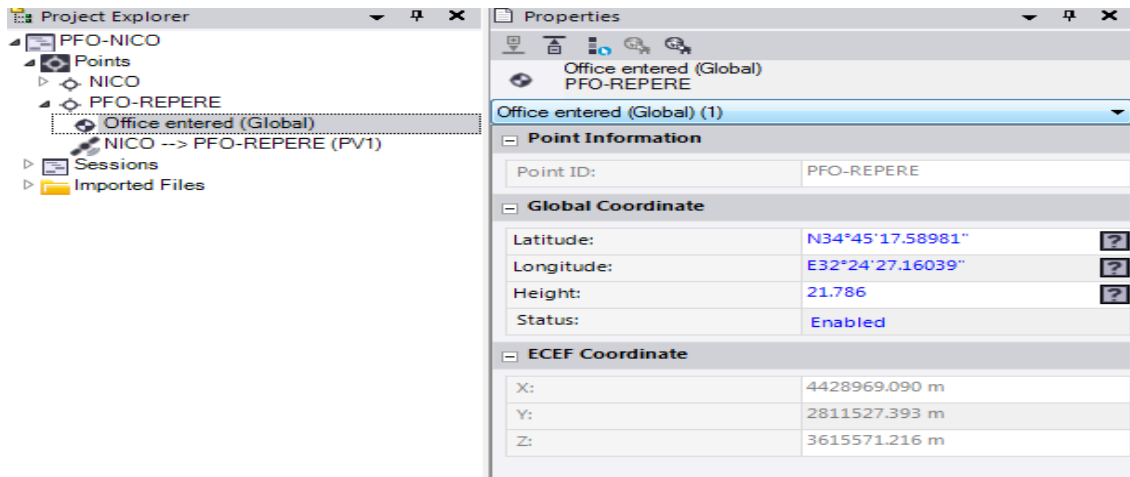 Project Explorer
PFO-NICO
Points
NICO
PFO-REPERE
Office entered (Global)
NICO --> PFO-REPERE (PV1)
Sessions
Imported Files
Properties
Office entered (Global)
PFO-REPERE
Office entered (Global) (1)
Point Information
Point ID: PFO-REPERE
Global Coordinate
Latitude: N34°45'17.58981" ?
Longitude: E32°24'27.16039" ?
Height: 21.786 ?
Status: Enabled
ECEF Coordinate
X: 4428969.090 m
Y: 2811527.393 m
Z: 3615571.216 m